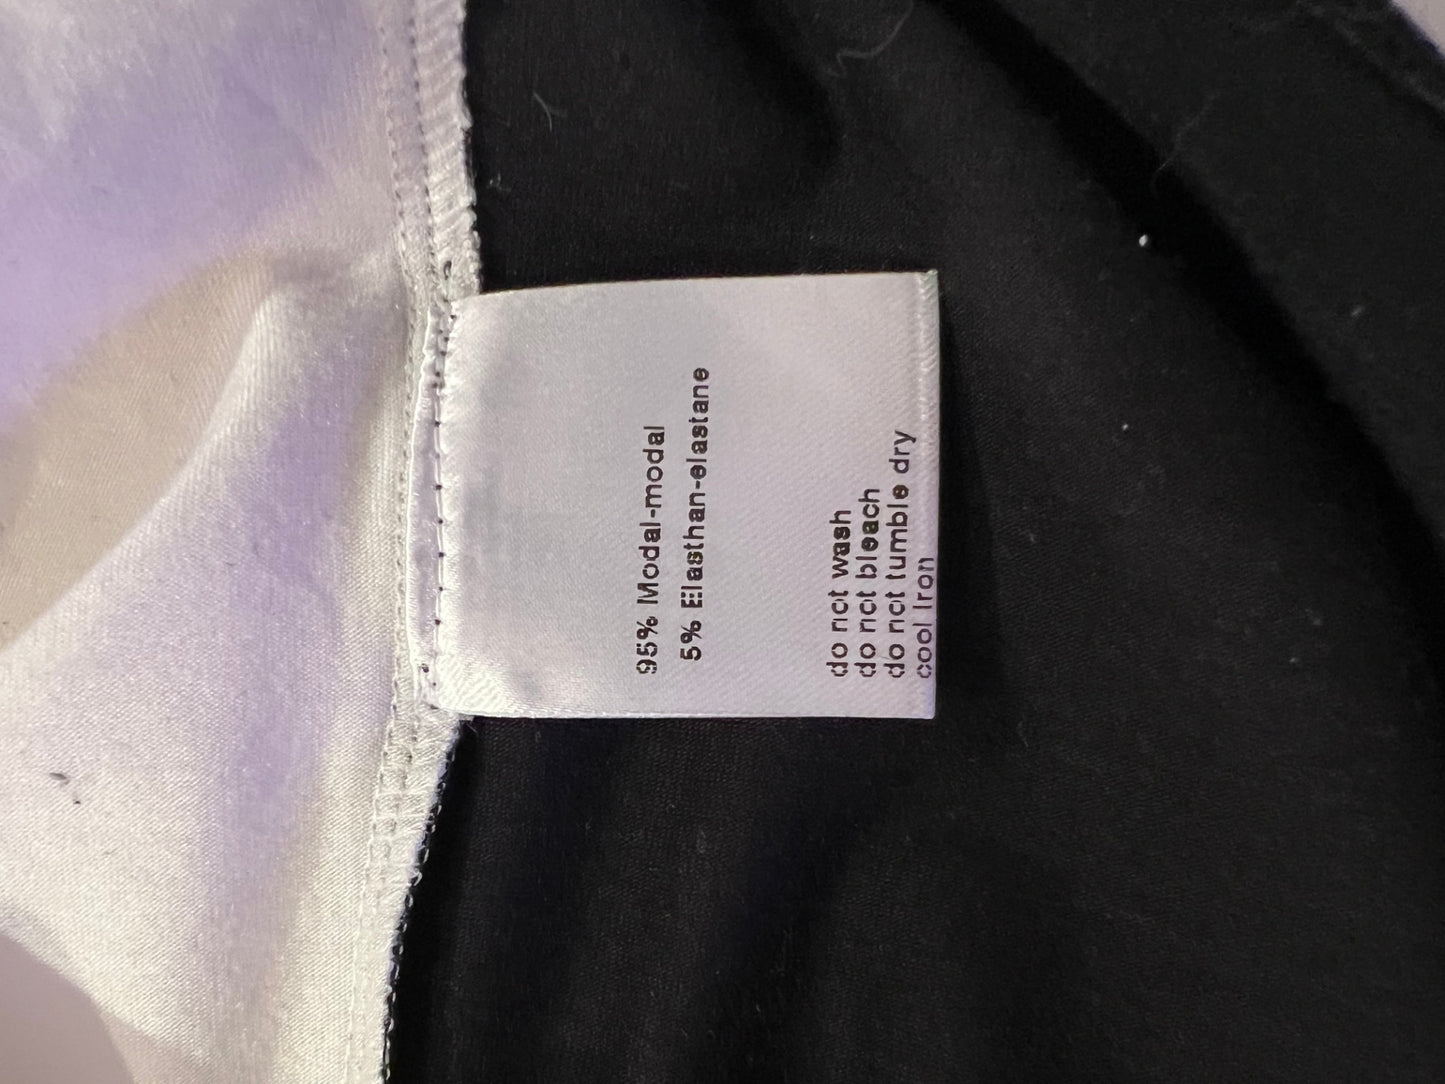 95% Modal-modal
5% Elasthan-elastane
do not wash
do not bleach
do not tumble dry
cool Iron